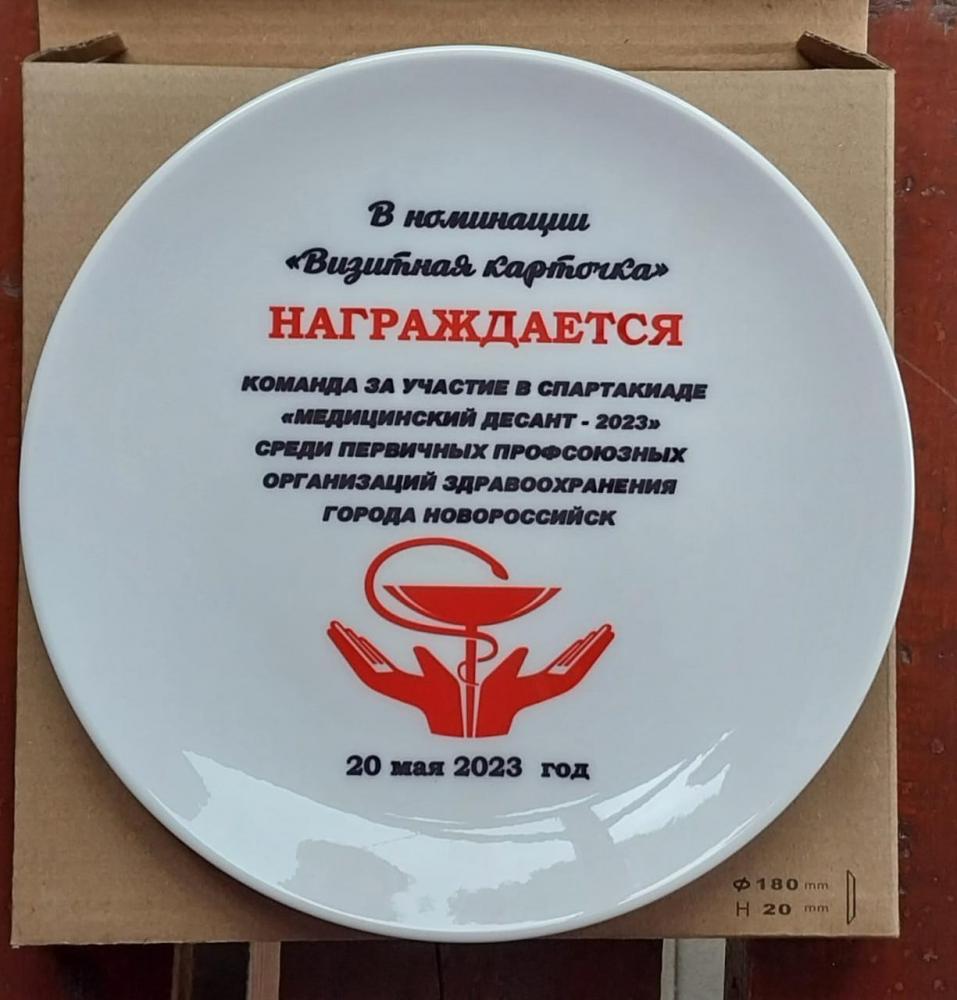 В номинации
«Визитная карточка»
НАГРАЖДАЕТСЯ
КОМАНДА ЗА УЧАСТИЕ В СПАРТАКИАДЕ
«МЕДИЦИНСКИЙ ДЕСАНТ - 2023»
СРЕДИ ПЕРВИЧНЫХ ПРОФСОЮЗНЫХ
ОРГАНИЗАЦИЙ ЗДРАВООХРАНЕНИЯ
ГОРОДА НОВОРОССИЙСК
20 мая 2023 год
Ф 180 mm
H 20 mm